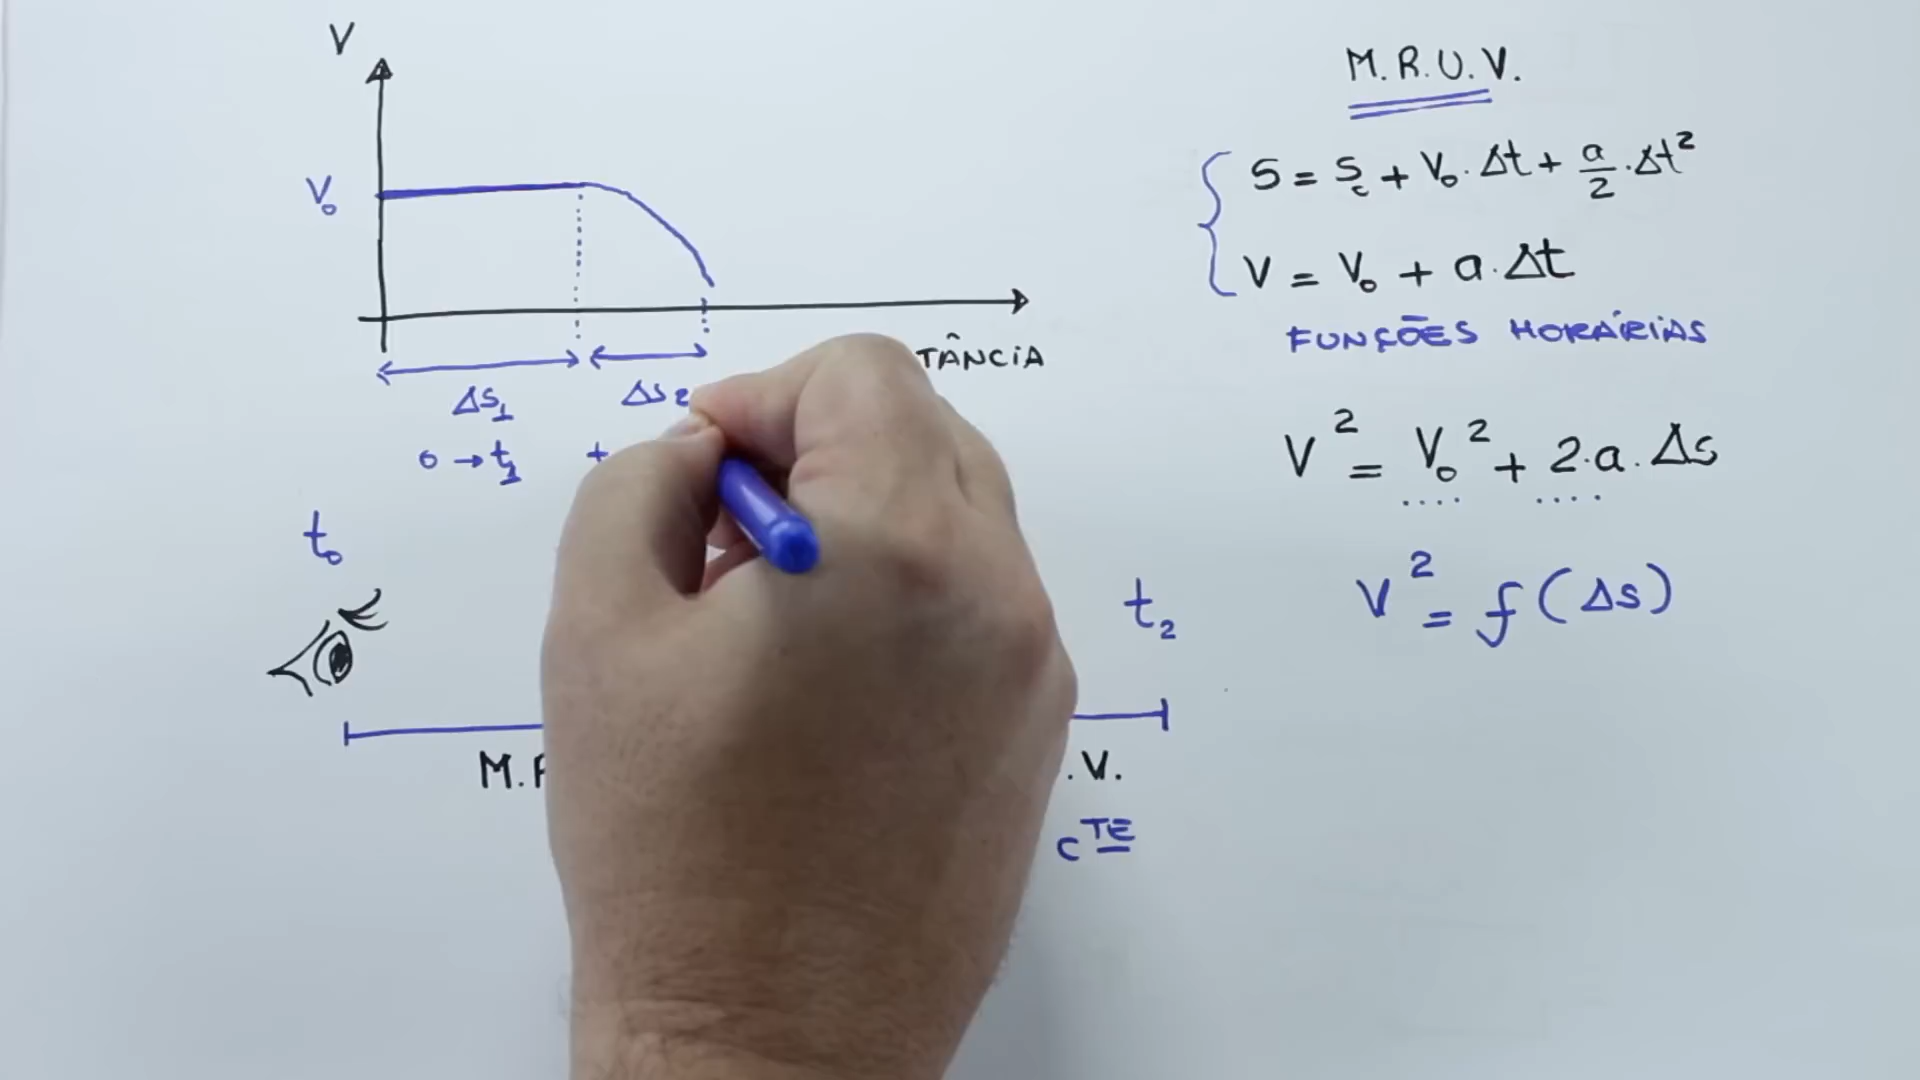 V
V₀
TÂNCiA
ΔS₁
ΔS₂
0 → t₁
t₀
t₂
.V.
cᵀᴱ
M.R.U.V.
S = S₀ + V₀.Δt + a/2.Δt²
V = V₀ + a.Δt
FUNÇÕES HORÁRiAS
V² = V₀² + 2.a.Δs
V² = f(Δs)